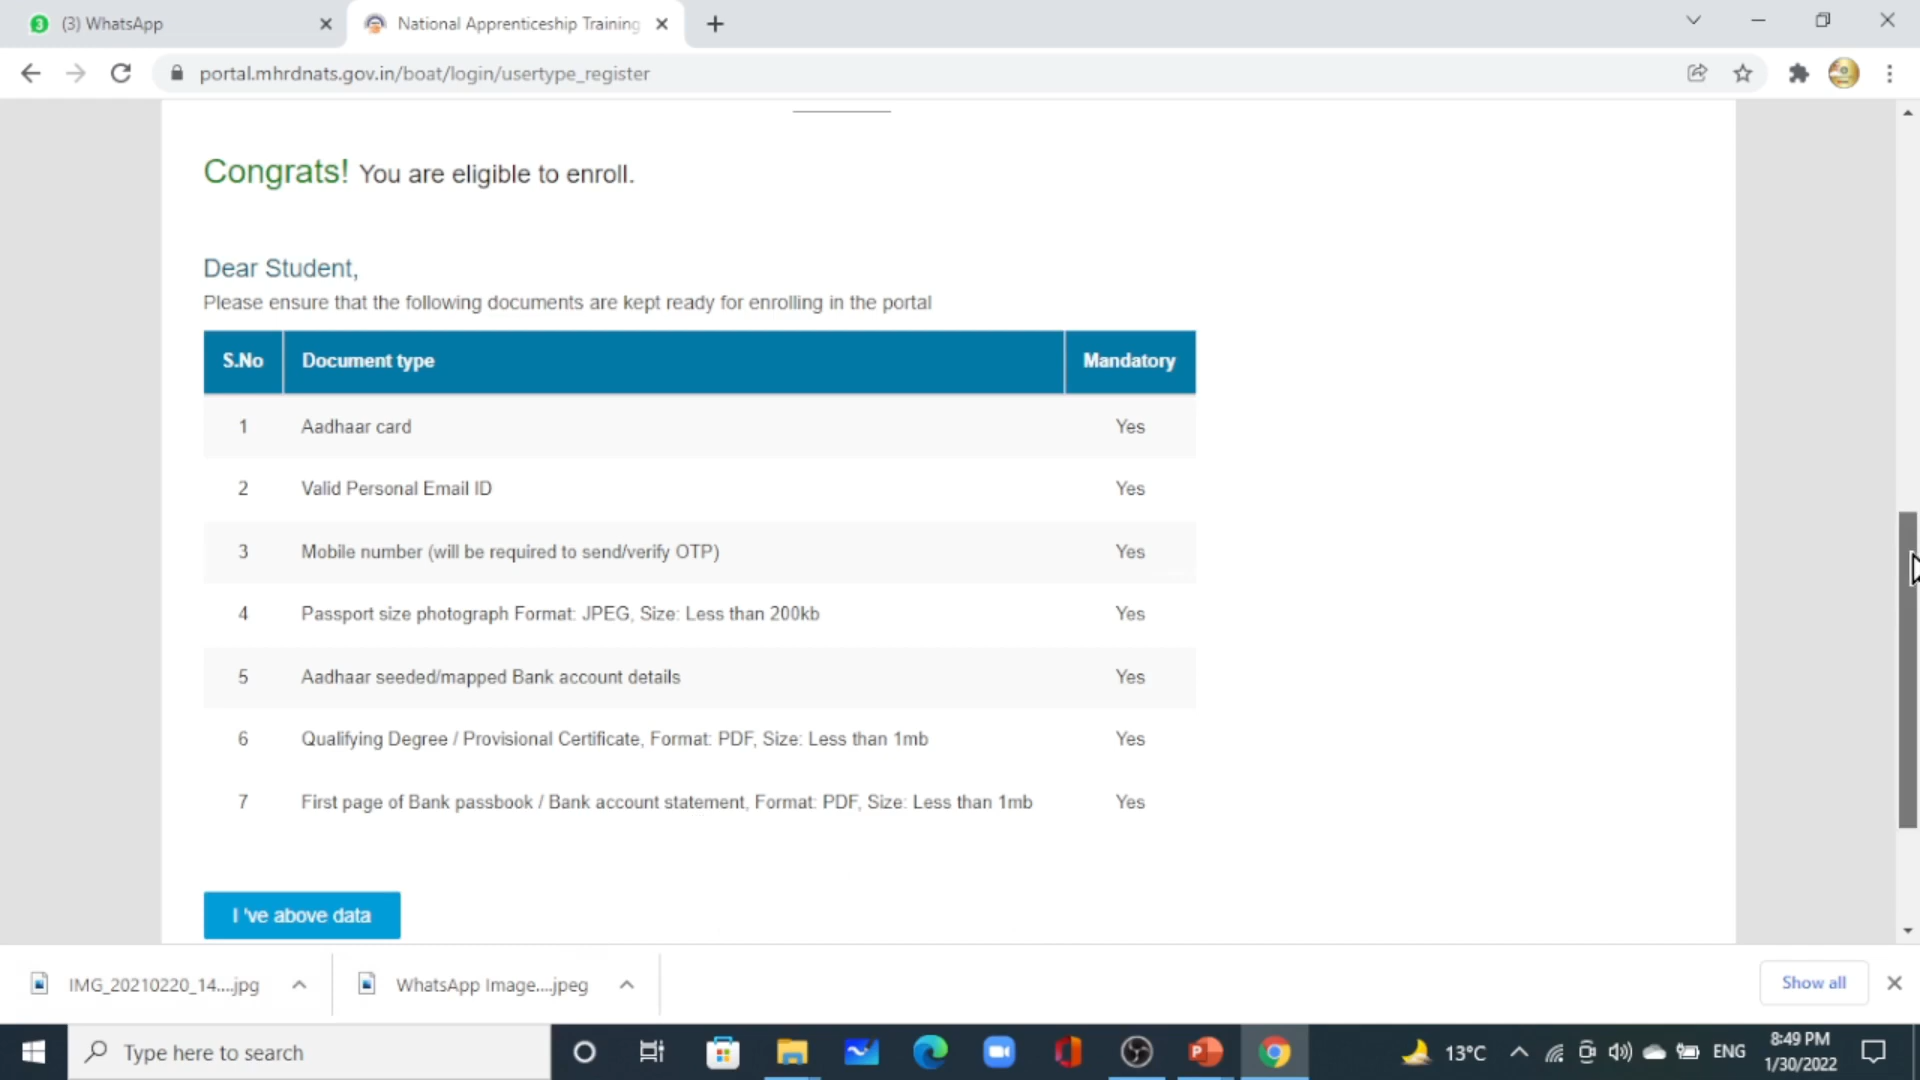 (3) WhatsApp
National Apprenticeship Training
portal.mhrdnats.gov.in/boat/login/usertype_register
Congrats! You are eligible to enroll.
Dear Student,
Please ensure that the following documents are kept ready for enrolling in the portal
S.No Document type Mandatory
1 Aadhaar card Yes
2 Valid Personal Email ID Yes
3 Mobile number (will be required to send/verify OTP) Yes
4 Passport size photograph Format: JPEG, Size: Less than 200kb Yes
5 Aadhaar seeded/mapped Bank account details Yes
6 Qualifying Degree / Provisional Certificate, Format: PDF, Size: Less than 1mb Yes
7 First page of Bank passbook / Bank account statement, Format: PDF, Size: Less than 1mb Yes
I 've above data
IMG_20210220_14....jpg WhatsApp Image....jpeg Show all
Type here to search 13°C ENG 8:49 PM
1/30/2022